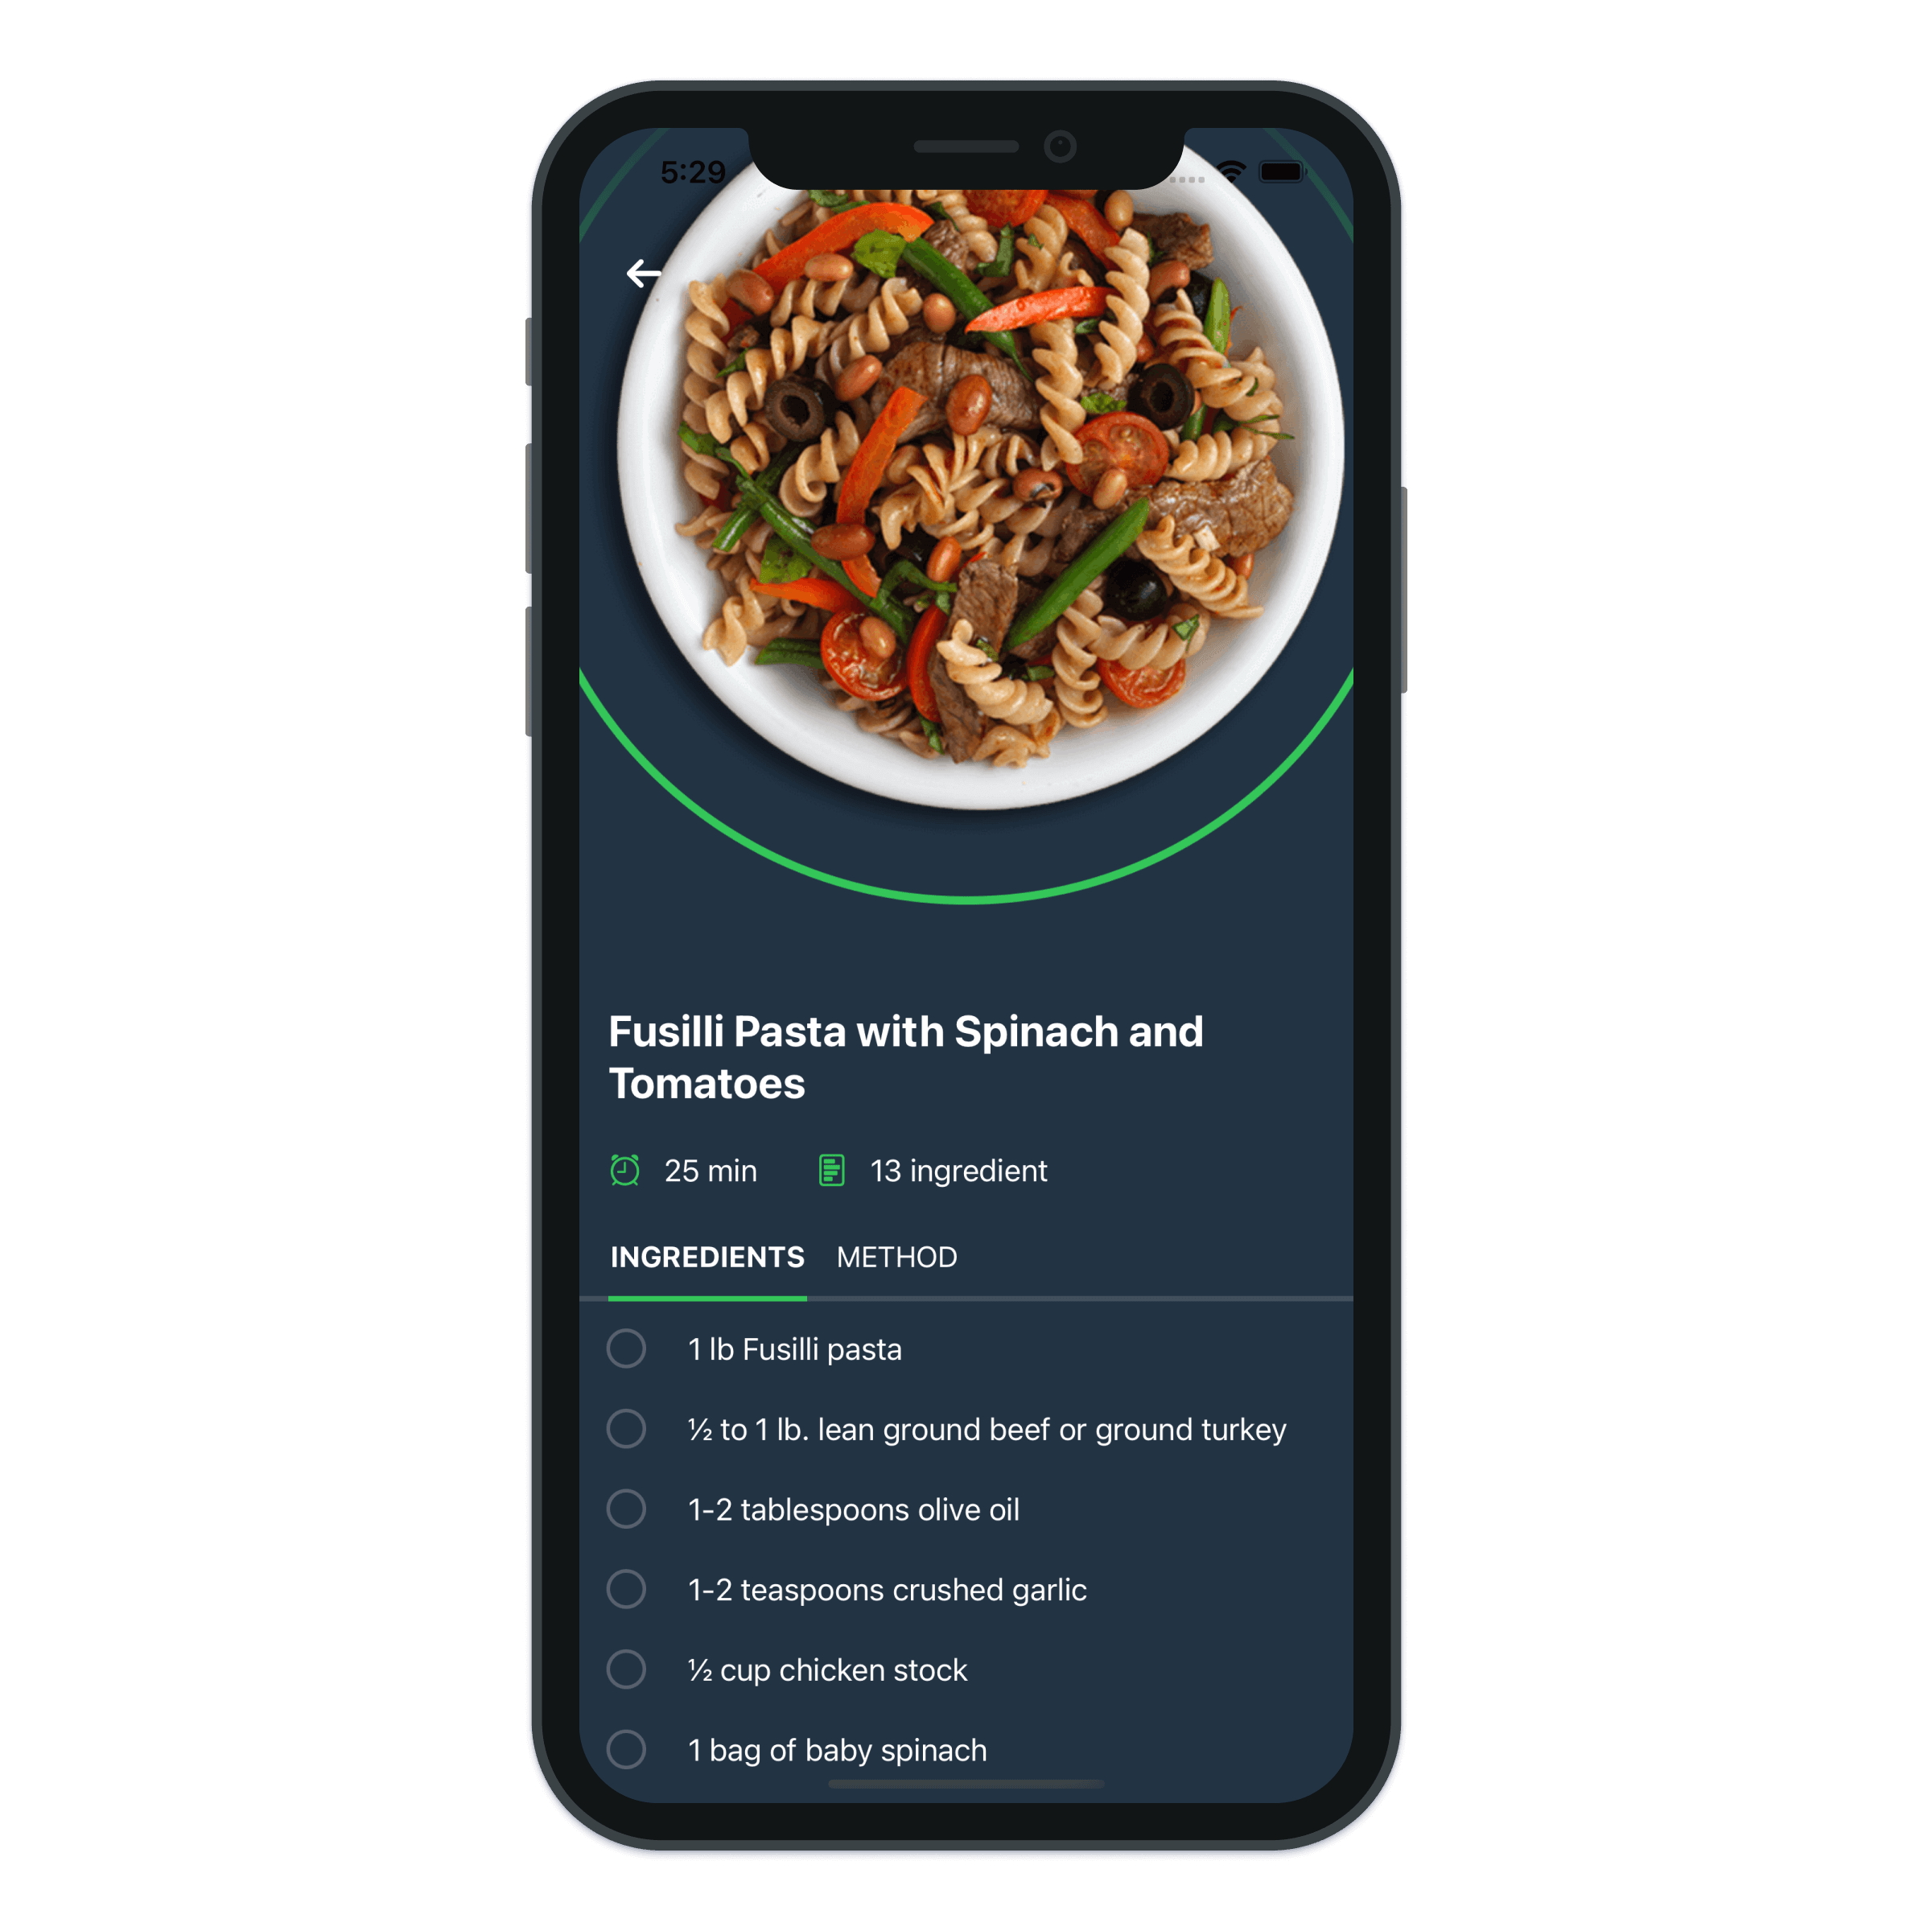 5:29
Fusilli Pasta with Spinach and
Tomatoes
25 min 13 ingredient
INGREDIENTS METHOD
1 lb Fusilli pasta
½ to 1 lb. lean ground beef or ground turkey
1-2 tablespoons olive oil
1-2 teaspoons crushed garlic
½ cup chicken stock
1 bag of baby spinach